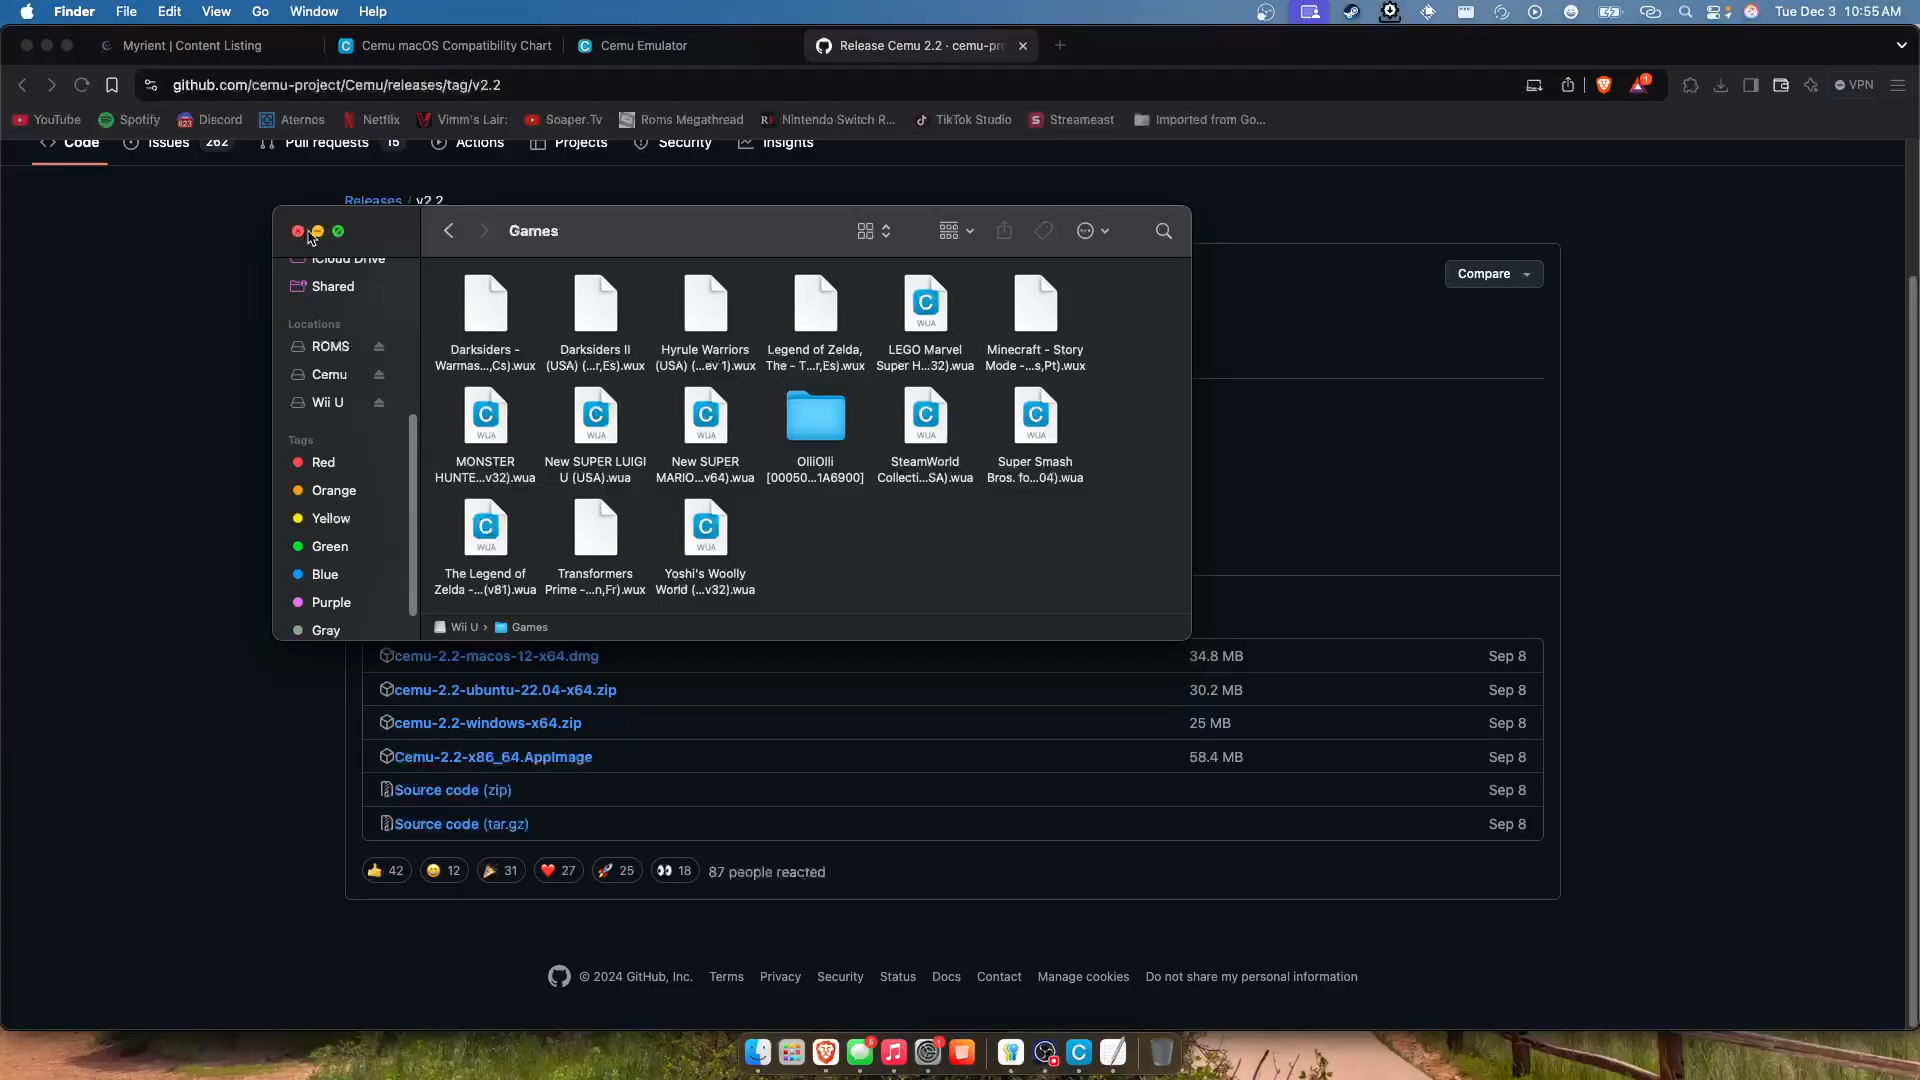 Finder File Edit View Go Window Help Tue Dec 3 10:55 AM
Myrient | Content Listing Cemu macOS Compatibility Chart Cemu Emulator Release Cemu 2.2 · cemu-pr
github.com/cemu-project/Cemu/releases/tag/v2.2 1 VPN
YouTube Spotify 623 Discord Aternos Netflix Vimm's Lair: Soaper.Tv Roms Megathread Nintendo Switch R... TikTok Studio Streameast Imported from Go...
Code Issues 262 Pull requests 15 Actions Projects Security Insights
Releases / v2.2
Games
Compare
iCloud Drive
Shared
Locations
ROMS
Cemu
Wii U
Tags
Red
Orange
Yellow
Green
Blue
Purple
Gray
Darksiders -
Warmas...,Cs).wux
Darksiders II
(USA) (...r,Es).wux
Hyrule Warriors
(USA) (...ev 1).wux
Legend of Zelda,
The - T...r,Es).wux
C
WUA
LEGO Marvel
Super H...32).wua
Minecraft - Story
Mode -...s,Pt).wux
C
WUA
MONSTER
HUNTE...v32).wua
C
WUA
New SUPER LUIGI
U (USA).wua
C
WUA
New SUPER
MARIO...v64).wua
OlliOlli
[00050...1A6900]
C
WUA
SteamWorld
Collecti...SA).wua
C
WUA
Super Smash
Bros. fo...04).wua
C
WUA
The Legend of
Zelda -...(v81).wua
Transformers
Prime -...n,Fr).wux
C
WUA
Yoshi's Woolly
World (...v32).wua
Wii U › Games
cemu-2.2-macos-12-x64.dmg 34.8 MB Sep 8
cemu-2.2-ubuntu-22.04-x64.zip 30.2 MB Sep 8
cemu-2.2-windows-x64.zip 25 MB Sep 8
Cemu-2.2-x86_64.AppImage 58.4 MB Sep 8
Source code (zip) Sep 8
Source code (tar.gz) Sep 8
👍 42 😄 12 🎉 31 ❤️ 27 🚀 25 👀 18 87 people reacted
© 2024 GitHub, Inc. Terms Privacy Security Status Docs Contact Manage cookies Do not share my personal information